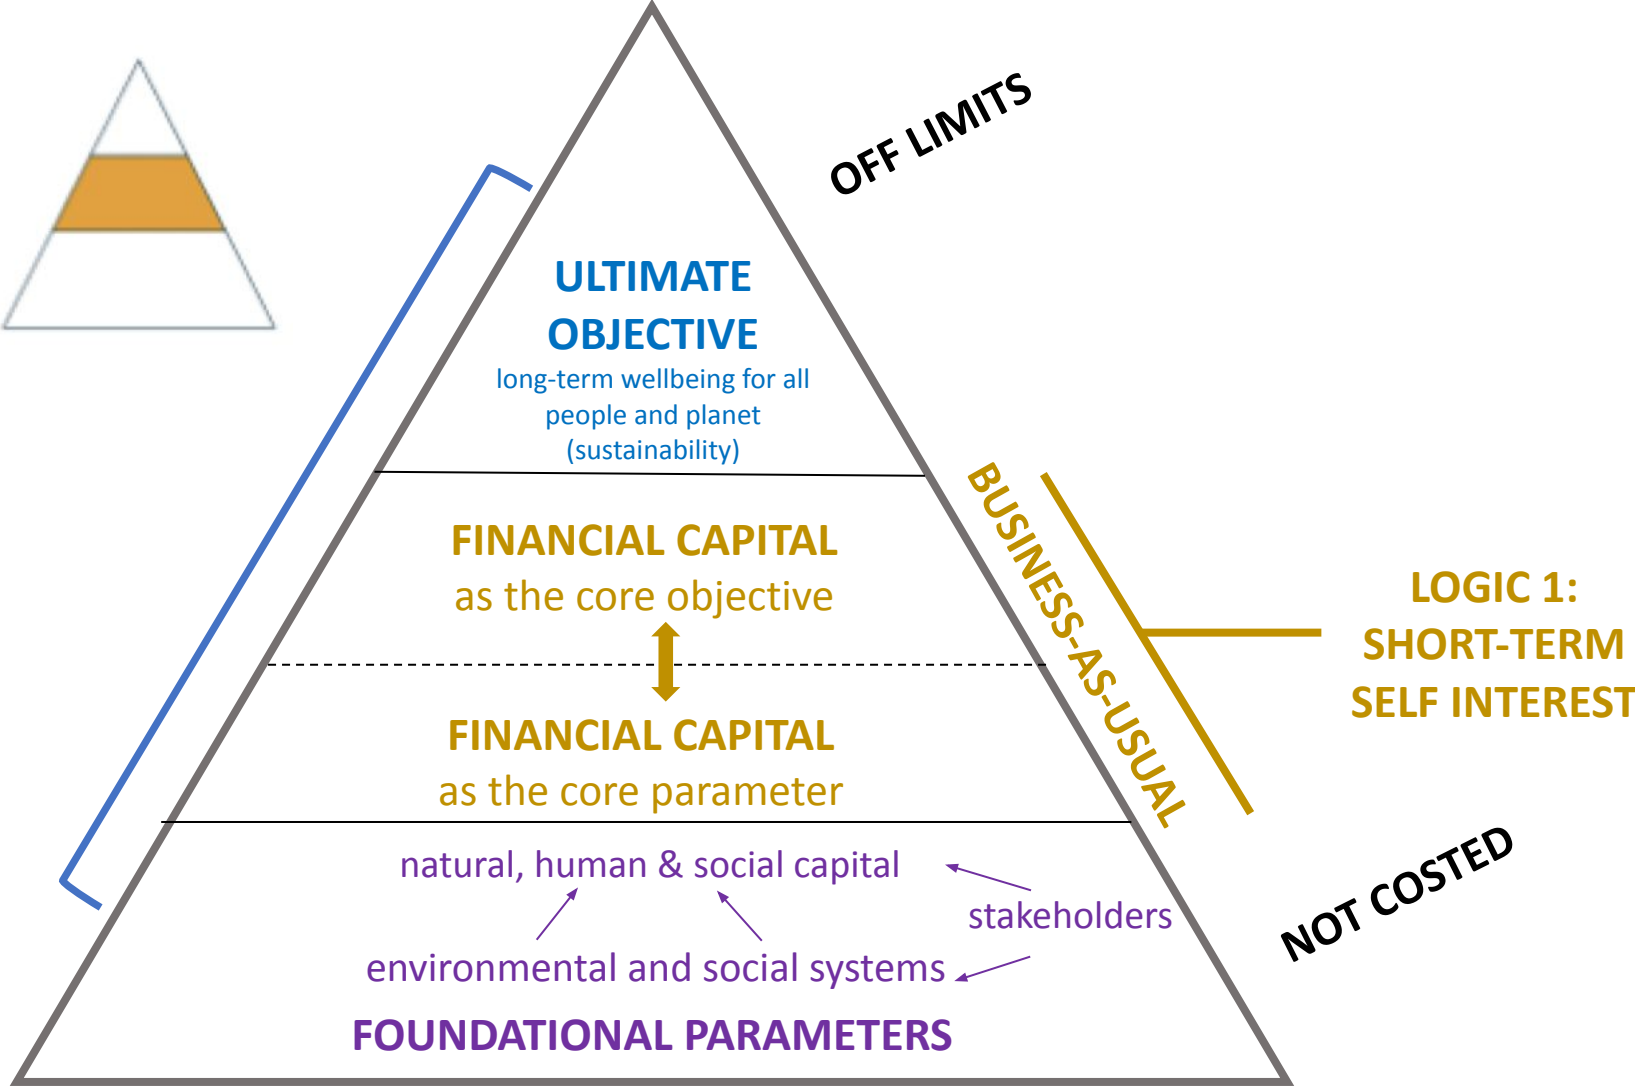 OFF LIMITS
ULTIMATE
OBJECTIVE
long-term wellbeing for all
people and planet
(sustainability)
FINANCIAL CAPITAL
as the core objective
FINANCIAL CAPITAL
as the core parameter
BUSINESS-AS-USUAL
LOGIC 1:
SHORT-TERM
SELF INTEREST
natural, human & social capital
stakeholders
environmental and social systems
FOUNDATIONAL PARAMETERS
NOT COSTED